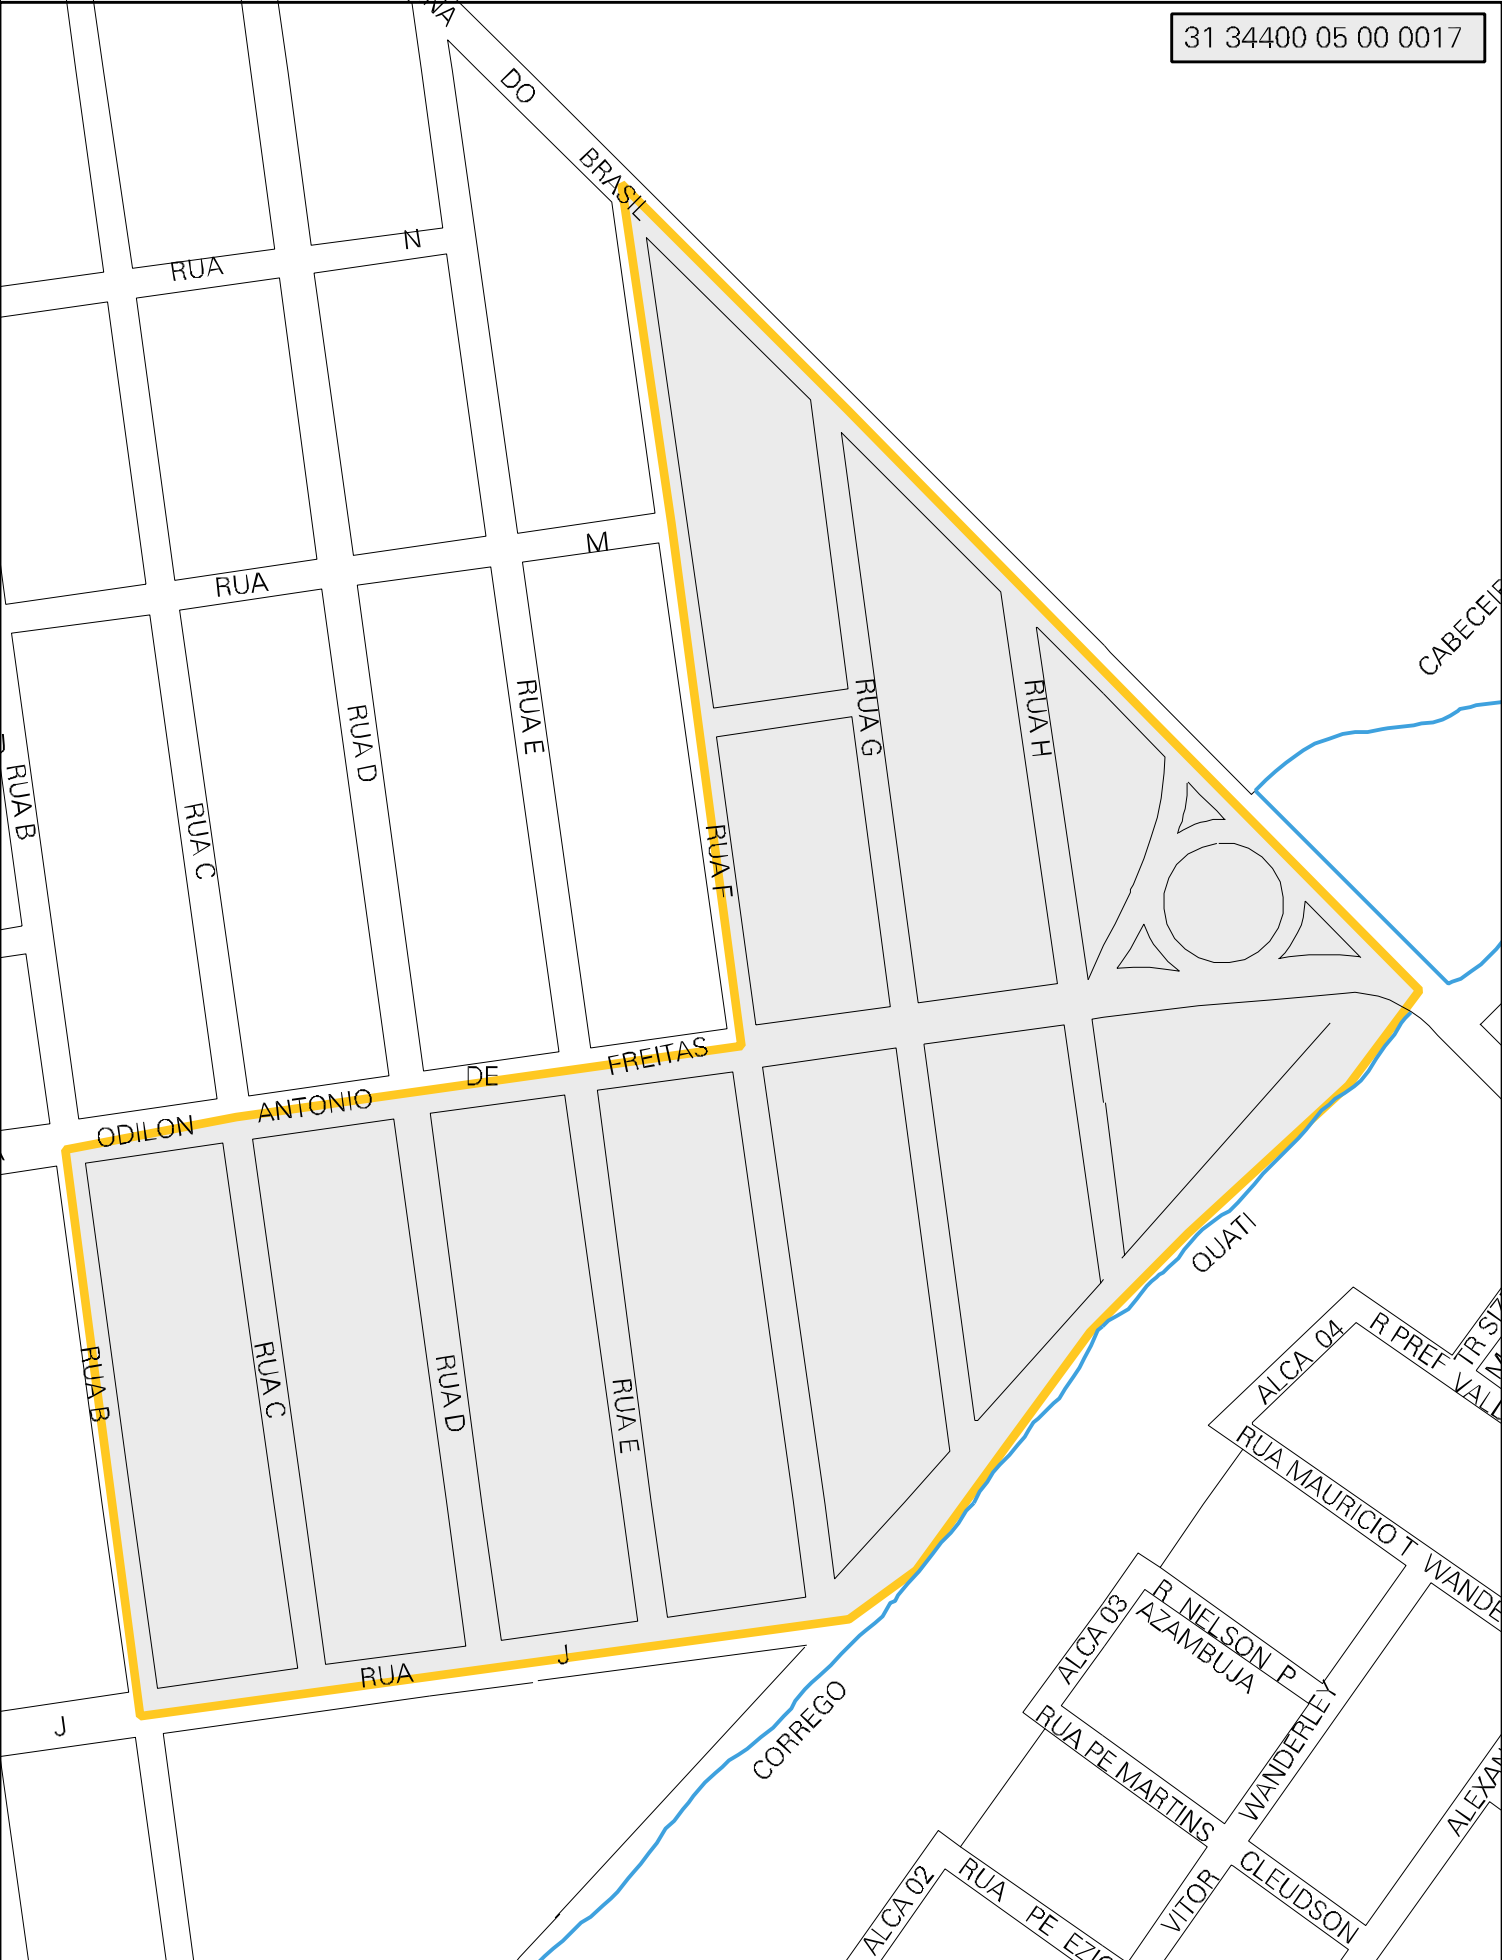 31 34400 05 00 0017
NA
DO
BRASIL
RUA
N
RUA
M
RUA B
RUA C
RUA D
RUA E
RUA F
RUA G
RUA H
ODILON
ANTONIO
DE
FREITAS
RUA B
RUA C
RUA D
RUA E
RUA
J
J
CORREGO
QUATI
ALCA 04
R PREF
RUA MAURICIO T
ALCA 03
R NELSON P
AZAMBUJA
RUA PE MARTINS
WANDERLEY
VITOR
CLEUDSON
ALCA 02
RUA
PE